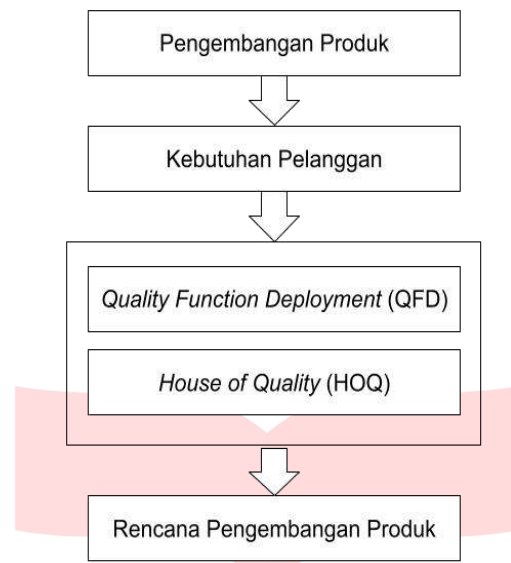 Pengembangan Produk
Kebutuhan Pelanggan
Quality Function Deployment (QFD)
House of Quality (HOQ)
Rencana Pengembangan Produk